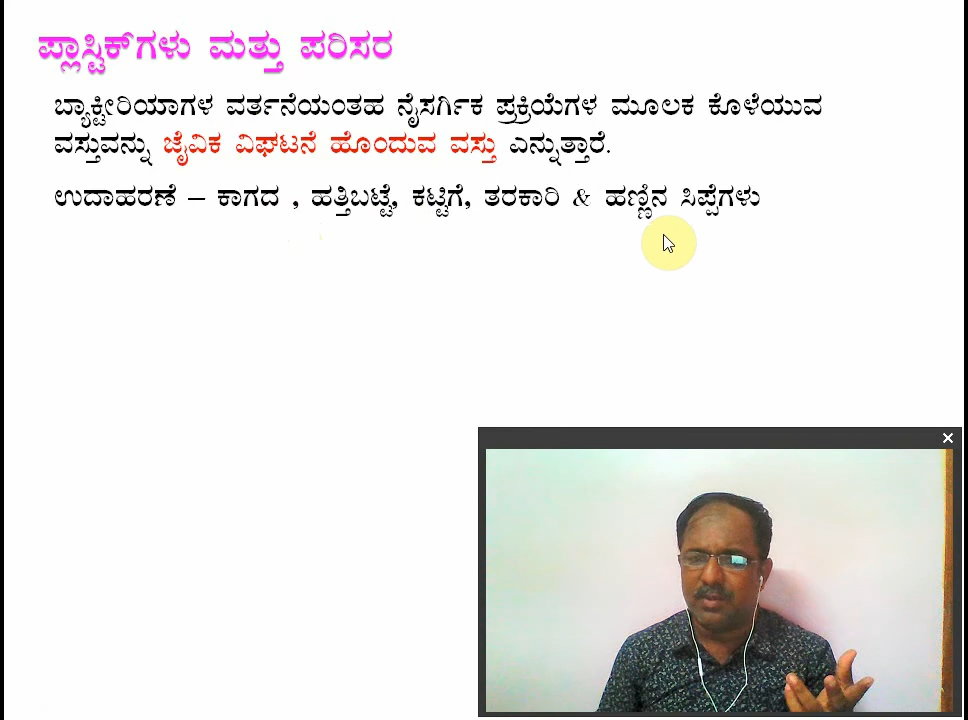 ಪ್ಲಾಸ್ಟಿಕ್‌ಗಳು ಮತ್ತು ಪರಿಸರ
ಬ್ಯಾಕ್ಟೀರಿಯಾಗಳ ವರ್ತನೆಯಂತಹ ನೈಸರ್ಗಿಕ ಪ್ರಕ್ರಿಯೆಗಳ ಮೂಲಕ ಕೊಳೆಯುವ
ವಸ್ತುವನ್ನು ಜೈವಿಕ ವಿಘಟನೆ ಹೊಂದುವ ವಸ್ತು ಎನ್ನುತ್ತಾರೆ.
ಉದಾಹರಣೆ – ಕಾಗದ , ಹತ್ತಿಬಟ್ಟೆ, ಕಟ್ಟಿಗೆ, ತರಕಾರಿ & ಹಣ್ಣಿನ ಸಿಪ್ಪೆಗಳು